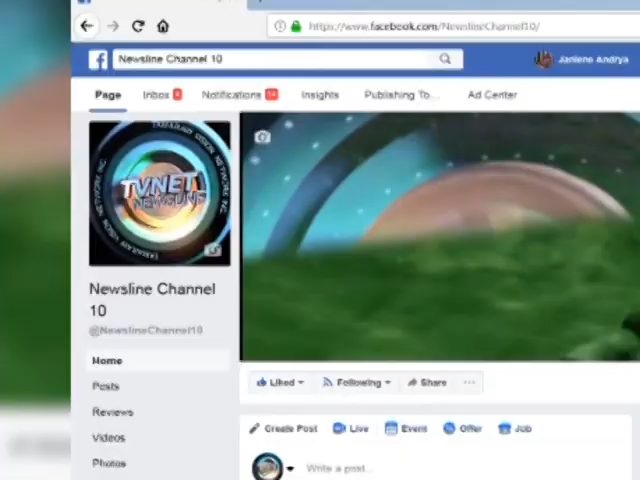 https://www.facebook.com/NewslineChannel10/
Newsline Channel 10
Page Inbox Notifications 14 Insights Publishing To... Ad Center
TVNET
NEWSLINE
Newsline Channel
10
@NewslineChannel10
Home
Liked Following Share ...
Posts
Create Post Live Event Offer Job
Reviews
Videos
Photos
Write a post...